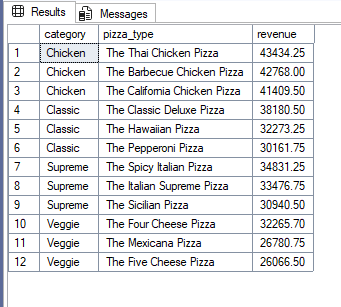 Results Messages
category pizza_type revenue
1 Chicken The Thai Chicken Pizza 43434.25
2 Chicken The Barbecue Chicken Pizza 42768.00
3 Chicken The California Chicken Pizza 41409.50
4 Classic The Classic Deluxe Pizza 38180.50
5 Classic The Hawaiian Pizza 32273.25
6 Classic The Pepperoni Pizza 30161.75
7 Supreme The Spicy Italian Pizza 34831.25
8 Supreme The Italian Supreme Pizza 33476.75
9 Supreme The Sicilian Pizza 30940.50
10 Veggie The Four Cheese Pizza 32265.70
11 Veggie The Mexicana Pizza 26780.75
12 Veggie The Five Cheese Pizza 26066.50